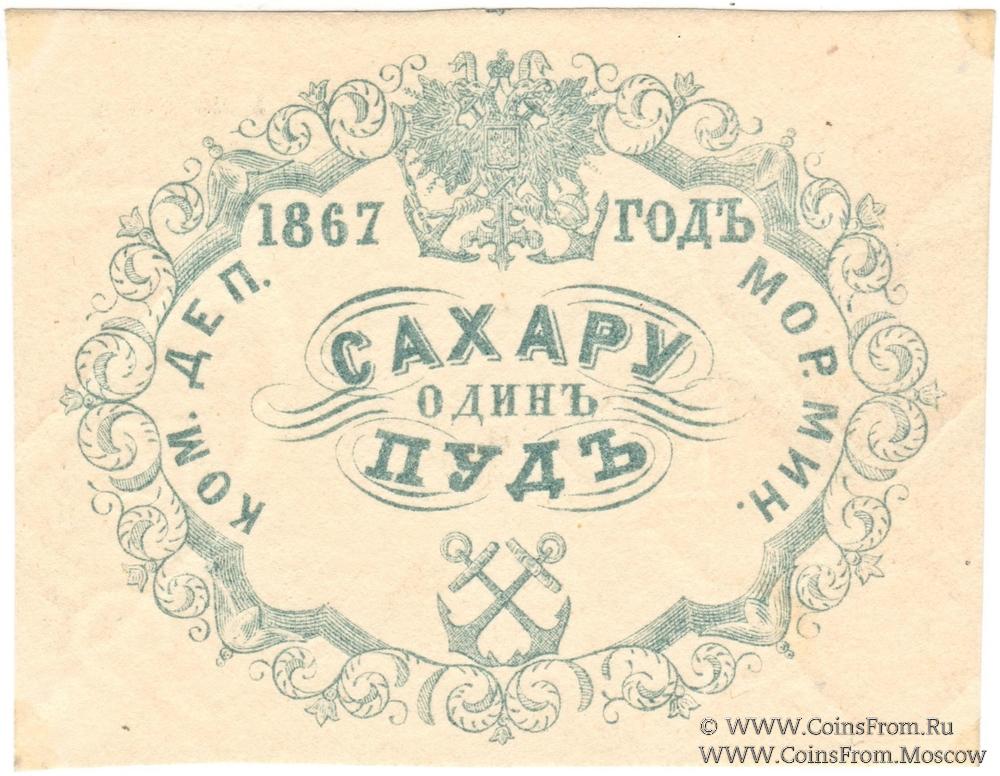 1867 ГОДЪ
КОМ. ДЕП. МОР. МИН.
САХАРУ
ОДИНЪ
ПУДЪ
© WWW.CoinsFrom.Ru
WWW.CoinsFrom.Moscow